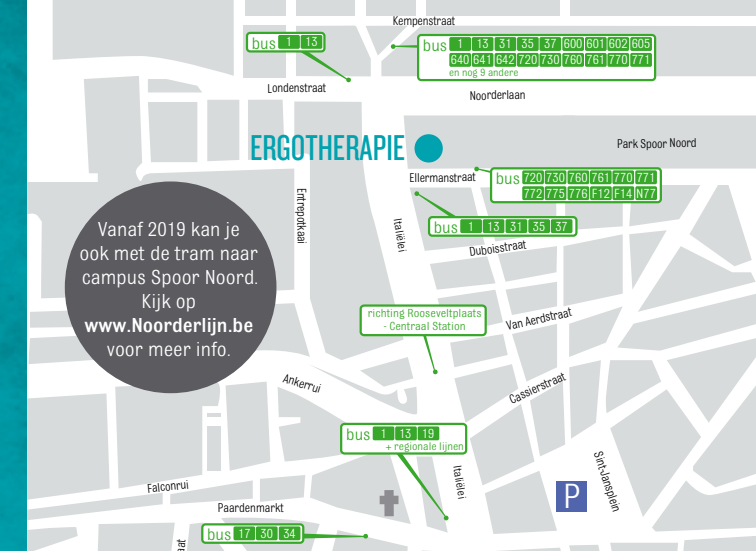 Kempenstraat
bus 1 13
bus 1 13 31 35 37 600 601 602 605
640 641 642 720 730 760 761 770 771
en nog 9 andere
Londenstraat
Noorderlaan
ERGOTHERAPIE
Park Spoor Noord
Ellermanstraat
bus 720 730 760 761 770 771
772 775 776 F12 F14 N77
Entrepotkaai
Italiëlei
bus 1 13 31 35 37
Duboisstraat
Vanaf 2019 kan je
ook met de tram naar
campus Spoor Noord.
Kijk op
www.Noorderlijn.be
voor meer info.
richting Rooseveltplaats
- Centraal Station
Van Aerdstraat
Ankerrui
Cassierstraat
bus 1 13 19
+ regionale lijnen
Italiëlei
Sint-Jansplein
P
Falconrui
Paardenmarkt
bus 17 30 34
aat